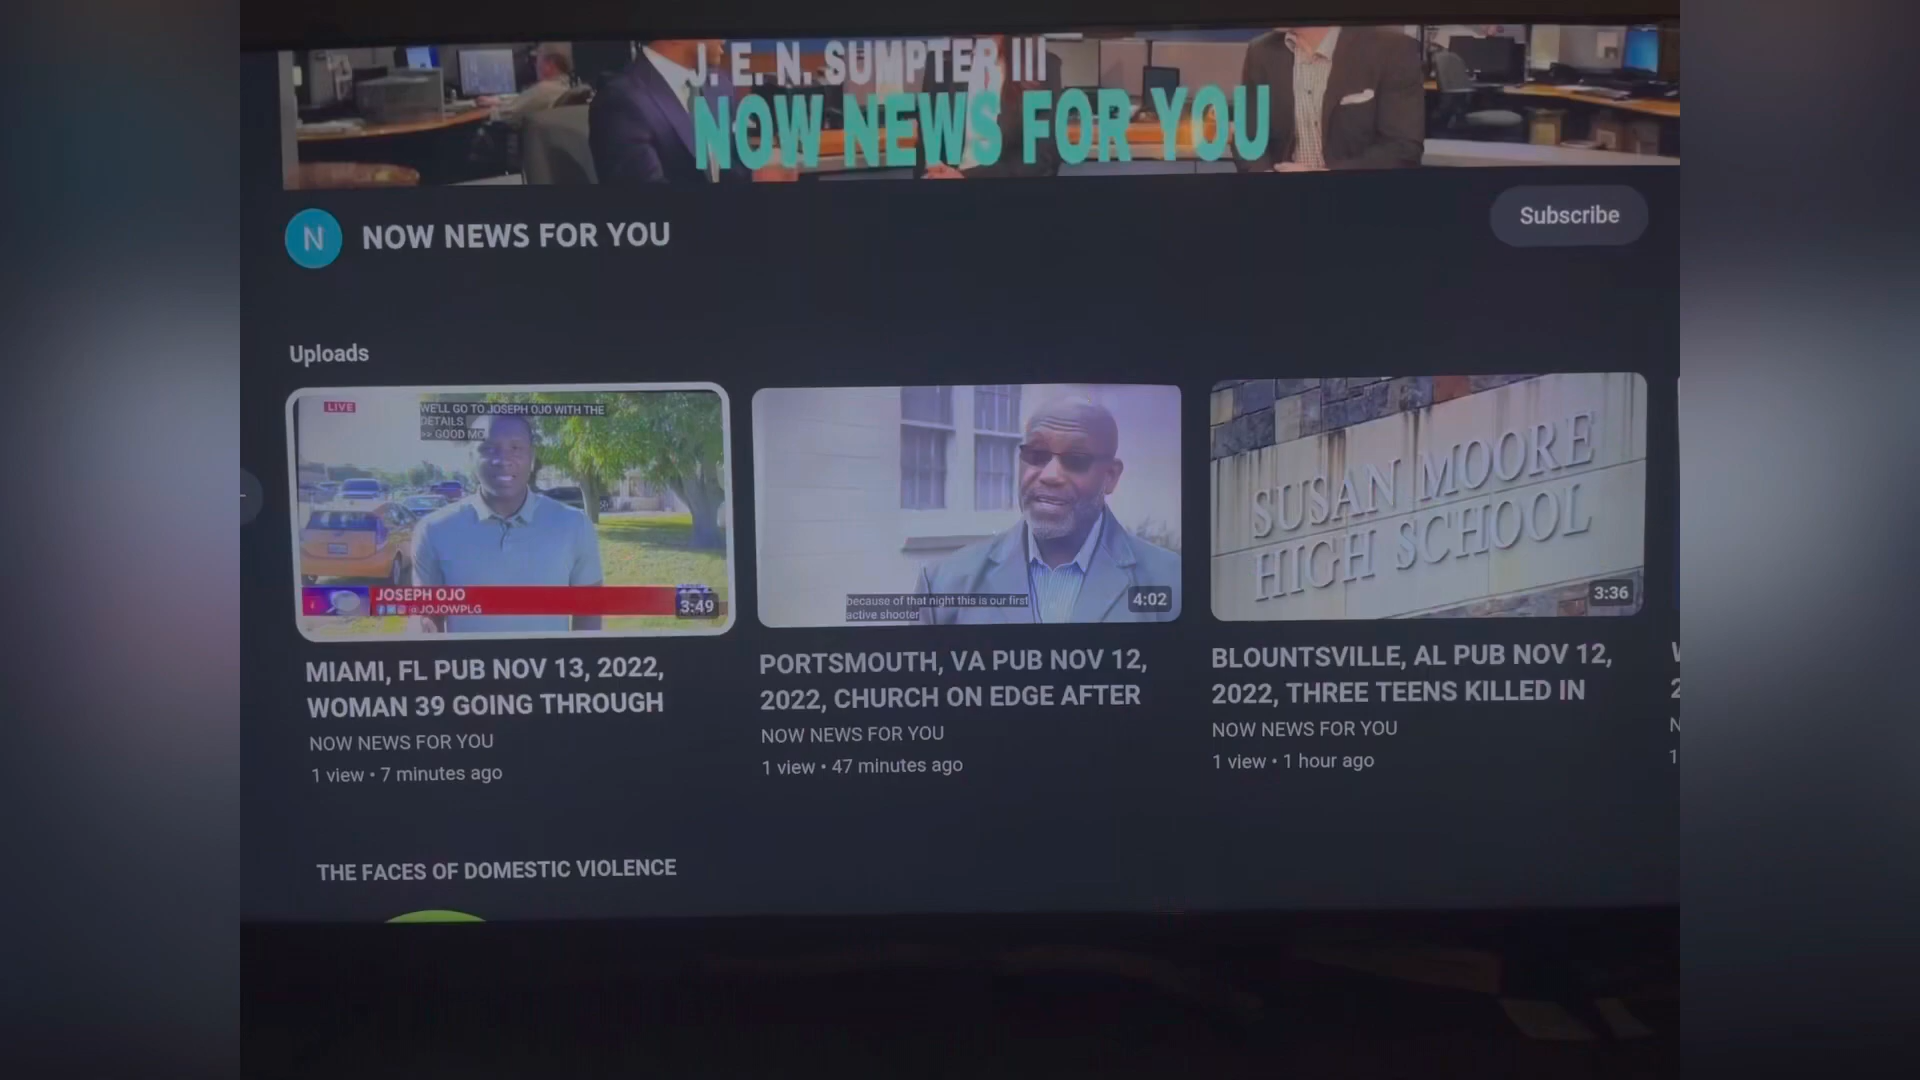 J. E. N. SUMPTER III
NOW NEWS FOR YOU
N
NOW NEWS FOR YOU
Subscribe
Uploads
LIVE
WE'LL GO TO JOSEPH OJO WITH THE
DETAILS
>> GOOD MO
JOSEPH OJO
@JOJOWPLG
3:49
MIAMI, FL PUB NOV 13, 2022,
WOMAN 39 GOING THROUGH
NOW NEWS FOR YOU
1 view • 7 minutes ago
because of that night this is our first
active shooter
4:02
PORTSMOUTH, VA PUB NOV 12,
2022, CHURCH ON EDGE AFTER
NOW NEWS FOR YOU
1 view • 47 minutes ago
SUSAN MOORE
HIGH SCHOOL
3:36
BLOUNTSVILLE, AL PUB NOV 12,
2022, THREE TEENS KILLED IN
NOW NEWS FOR YOU
1 view • 1 hour ago
THE FACES OF DOMESTIC VIOLENCE